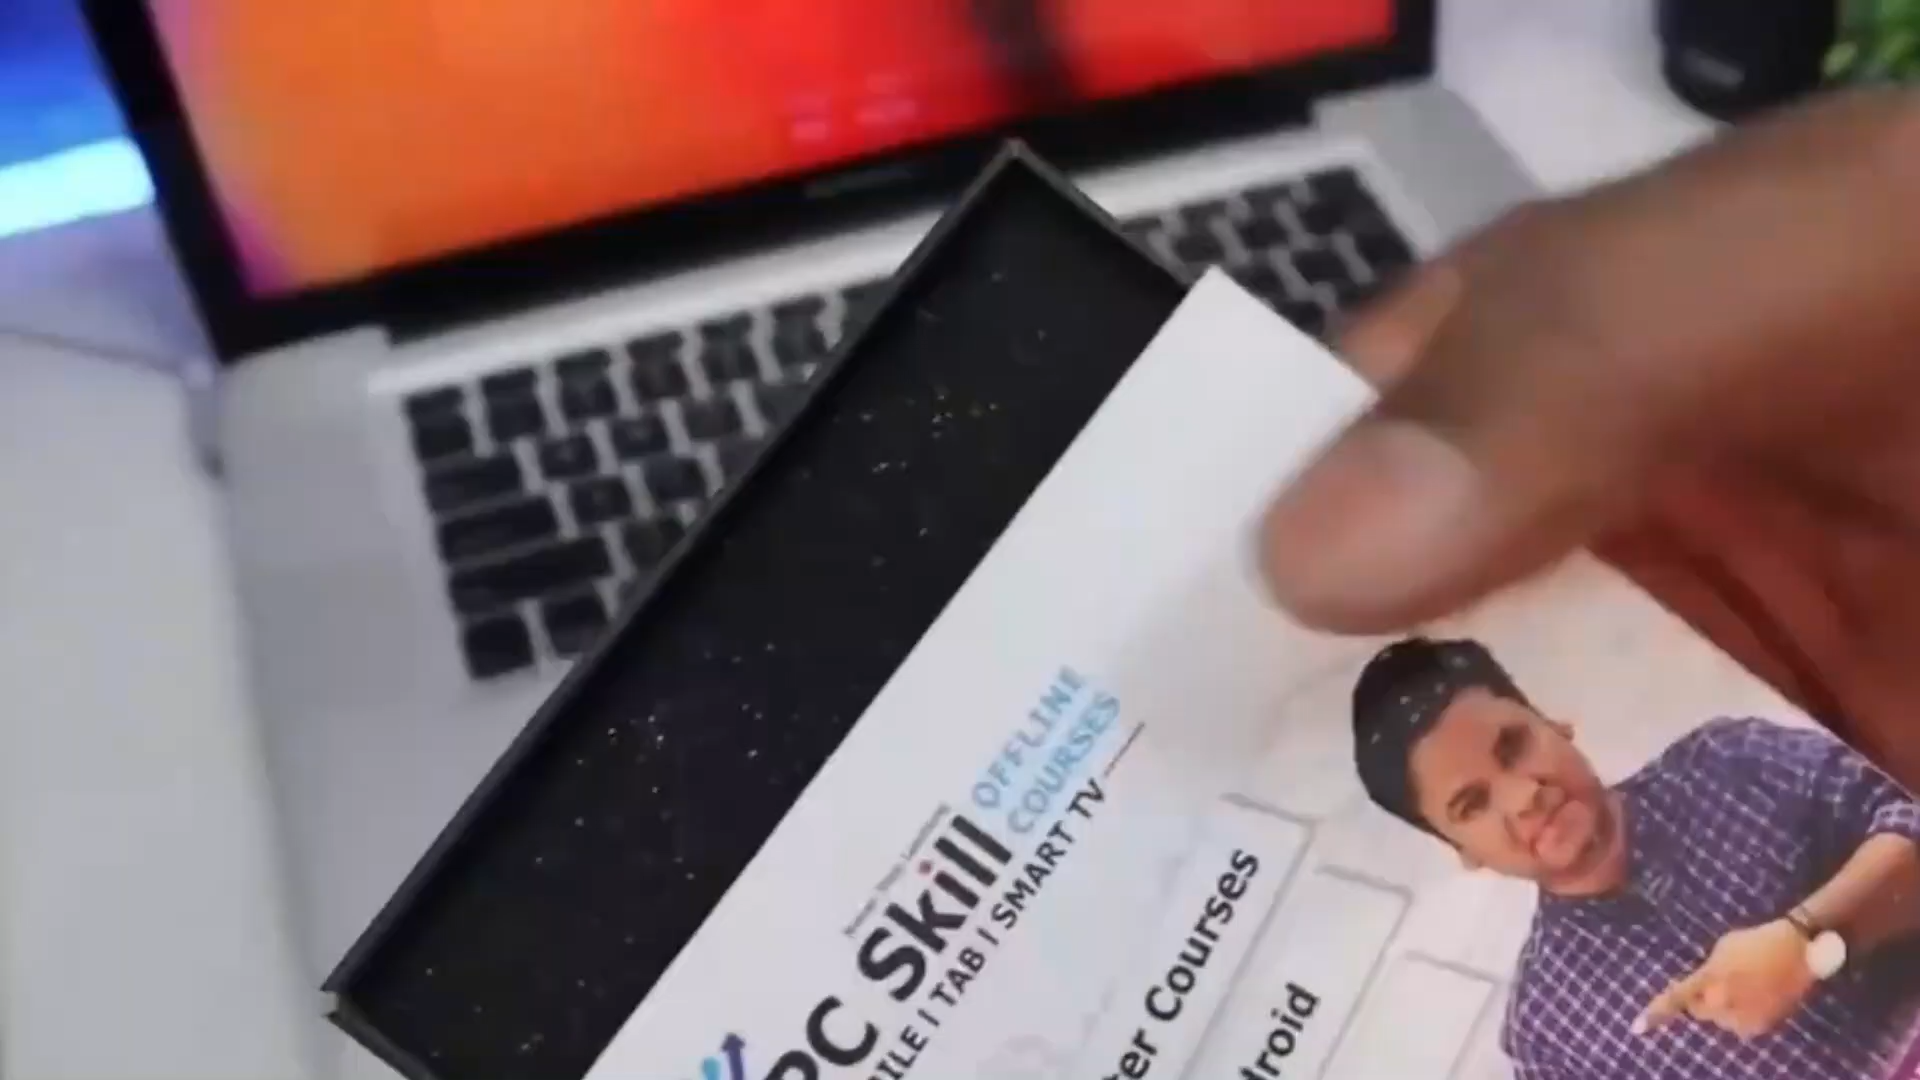 OFFLINE
COURSES
PC Skill
BILE | TAB | SMART TV
ter Courses
droid